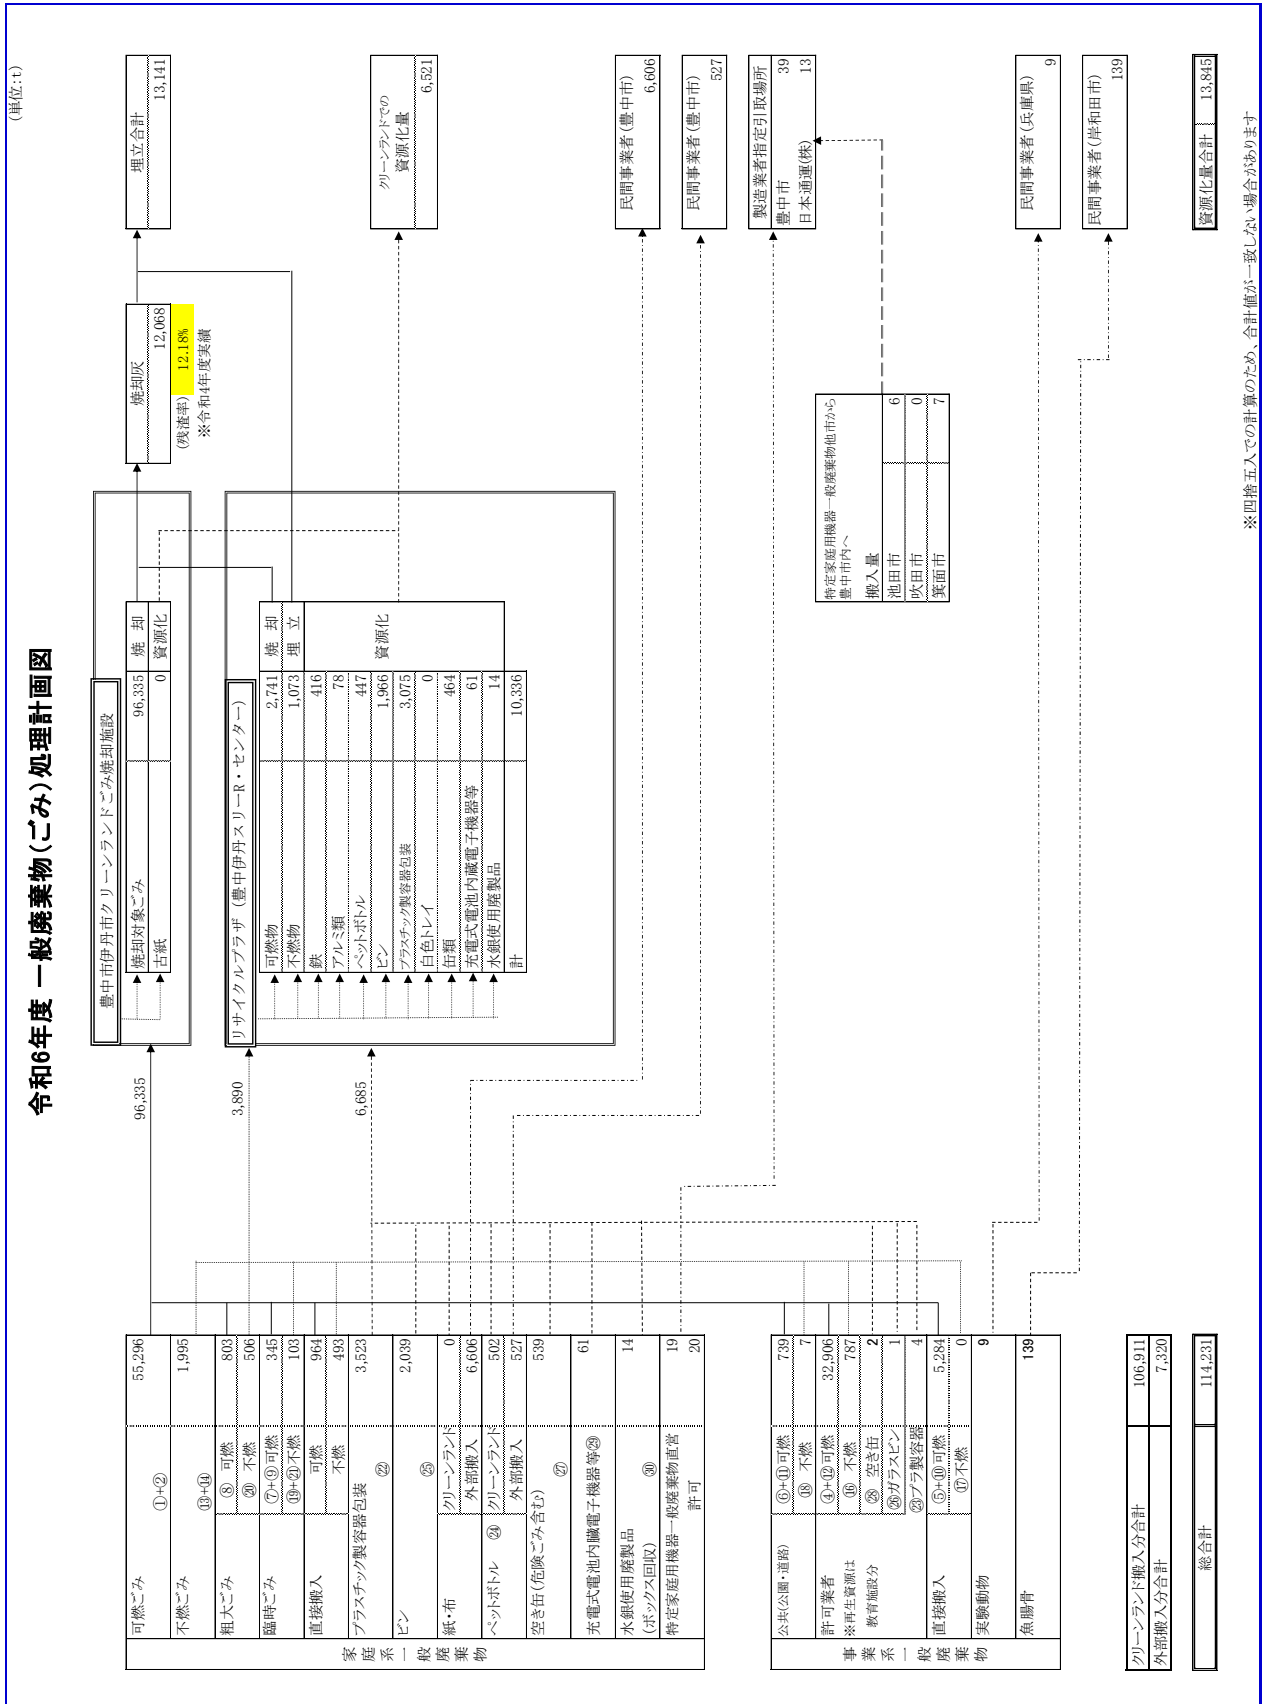 令和6年度 一般廃棄物(ごみ)処理計画図
(単位:t)
家庭系一般廃棄物
可燃ごみ ①+② 55,296
不燃ごみ ⑬+⑭ 1,995
粗大ごみ ⑧ 可燃 803
⑳ 不燃 506
臨時ごみ ⑦+⑨可燃 345
⑲+㉑不燃 103
直接搬入 可燃 964
不燃 493
プラスチック製容器包装 ㉒ 3,523
ビン ㉕ 2,039
紙・布 クリーンランド 0
外部搬入 6,606
ペットボトル ㉔ クリーンランド 502
外部搬入 527
空き缶(危険ごみ含む) ㉗ 539
充電式電池内臓電子機器等㉙ 61
水銀使用廃製品
(ボックス回収) ㉚ 14
特定家庭用機器一般廃棄物直営 19
許可 20
事業系一般廃棄物
公共(公園・道路) ⑥+⑪可燃 739
⑱ 不燃 7
許可業者 ④+⑫可燃 32,906
※再生資源は ⑯ 不燃 787
教育施設分 ㉘ 空き缶 2
㉖ガラスビン 1
㉓プラ製容器 4
直接搬入 ⑤+⑩可燃 5,284
⑰不燃 0
実験動物 9
魚腸骨 139
クリーンランド搬入分合計 106,911
外部搬入分合計 7,320
総合計 114,231
96,335
3,890
6,685
豊中市伊丹市クリーンランドごみ焼却施設
焼却対象ごみ 96,335 焼 却
古紙 0 資源化
リサイクルプラザ (豊中伊丹スリーR・センター)
可燃物 2,741 焼 却
不燃物 1,073 埋 立
鉄 416
アルミ類 78
ペットボトル 447
ビン 1,966
プラスチック製容器包装 3,075
白色トレイ 0
缶類 464
充電式電池内蔵電子機器等 61
水銀使用廃製品 14
資源化
計 10,336
特定家庭用機器一般廃棄物他市から
豊中市内へ
搬入量
池田市 6
吹田市 0
箕面市 7
焼却灰
12,068
(残渣率) 12.18%
※令和4年度実績
埋立合計
13,141
クリーンランドでの
資源化量
6,521
民間事業者(豊中市)
6,606
民間事業者(豊中市)
527
製造業者指定引取場所
豊中市 39
日本通運(株) 13
民間事業者(兵庫県)
9
民間事業者(岸和田市)
139
資源化量合計 13,845
※四捨五入での計算のため、合計値が一致しない場合があります